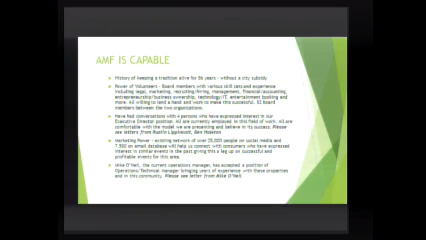 AMF IS CAPABLE
History of keeping a tradition alive for 56 years - without a city subsidy
Power of Volunteers - Board members with various skill sets and experience
including legal, marketing, recruiting/hiring, management, financial/accounting,
entrepreneurship/business ownership, technology/IT, entertainment booking and
more. All willing to lend a hand and work to make this successful. 52 board
members between the two organizations.
Have had conversations with 4 persons who have expressed interest in our
Executive Director position. All are currently employed in this field of work. All are
comfortable with the model we are presenting and believe in its success. Please
see letters from Ben
Marketing Power - existing network of over 25,000 people on social media and
7,500 on email database will help us connect with consumers who have expressed
interest in similar events in the past giving this a leg up on successful and
profitable events for this area.
Mike O'Neil, the current operations manager, has accepted a position of
Operations/Technical manager bringing years of experience with these properties
and in this community. Please see letter from Mike O'Neil